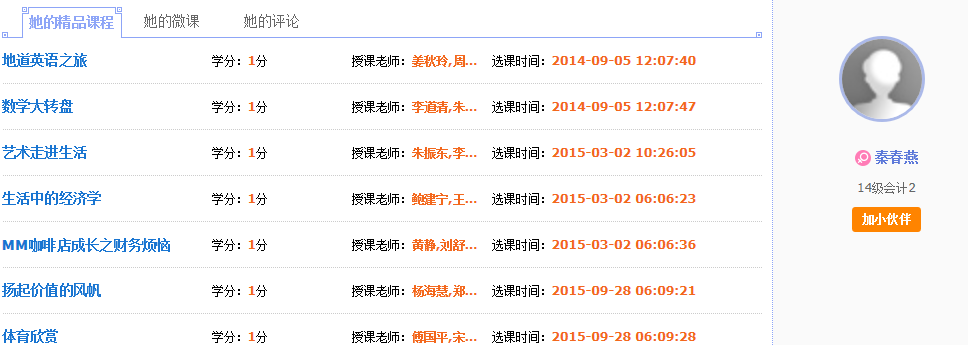 她的精品课程 她的微课 她的评论
地道英语之旅 学分：1分 授课老师：姜秋玲,周... 选课时间：2014-09-05 12:07:40
数学大转盘 学分：1分 授课老师：李道清,朱... 选课时间：2014-09-05 12:07:47
艺术走进生活 学分：1分 授课老师：朱振东,李... 选课时间：2015-03-02 10:26:05
生活中的经济学 学分：1分 授课老师：鲍建宁,王... 选课时间：2015-03-02 06:06:23
MM咖啡店成长之财务烦恼 学分：1分 授课老师：黄静,刘舒... 选课时间：2015-03-02 06:06:36
扬起价值的风帆 学分：1分 授课老师：杨海慧,郑... 选课时间：2015-09-28 06:09:21
体育欣赏 学分：1分 授课老师：傅国平,宋... 选课时间：2015-09-28 06:09:28
秦春燕
14级会计2
加小伙伴